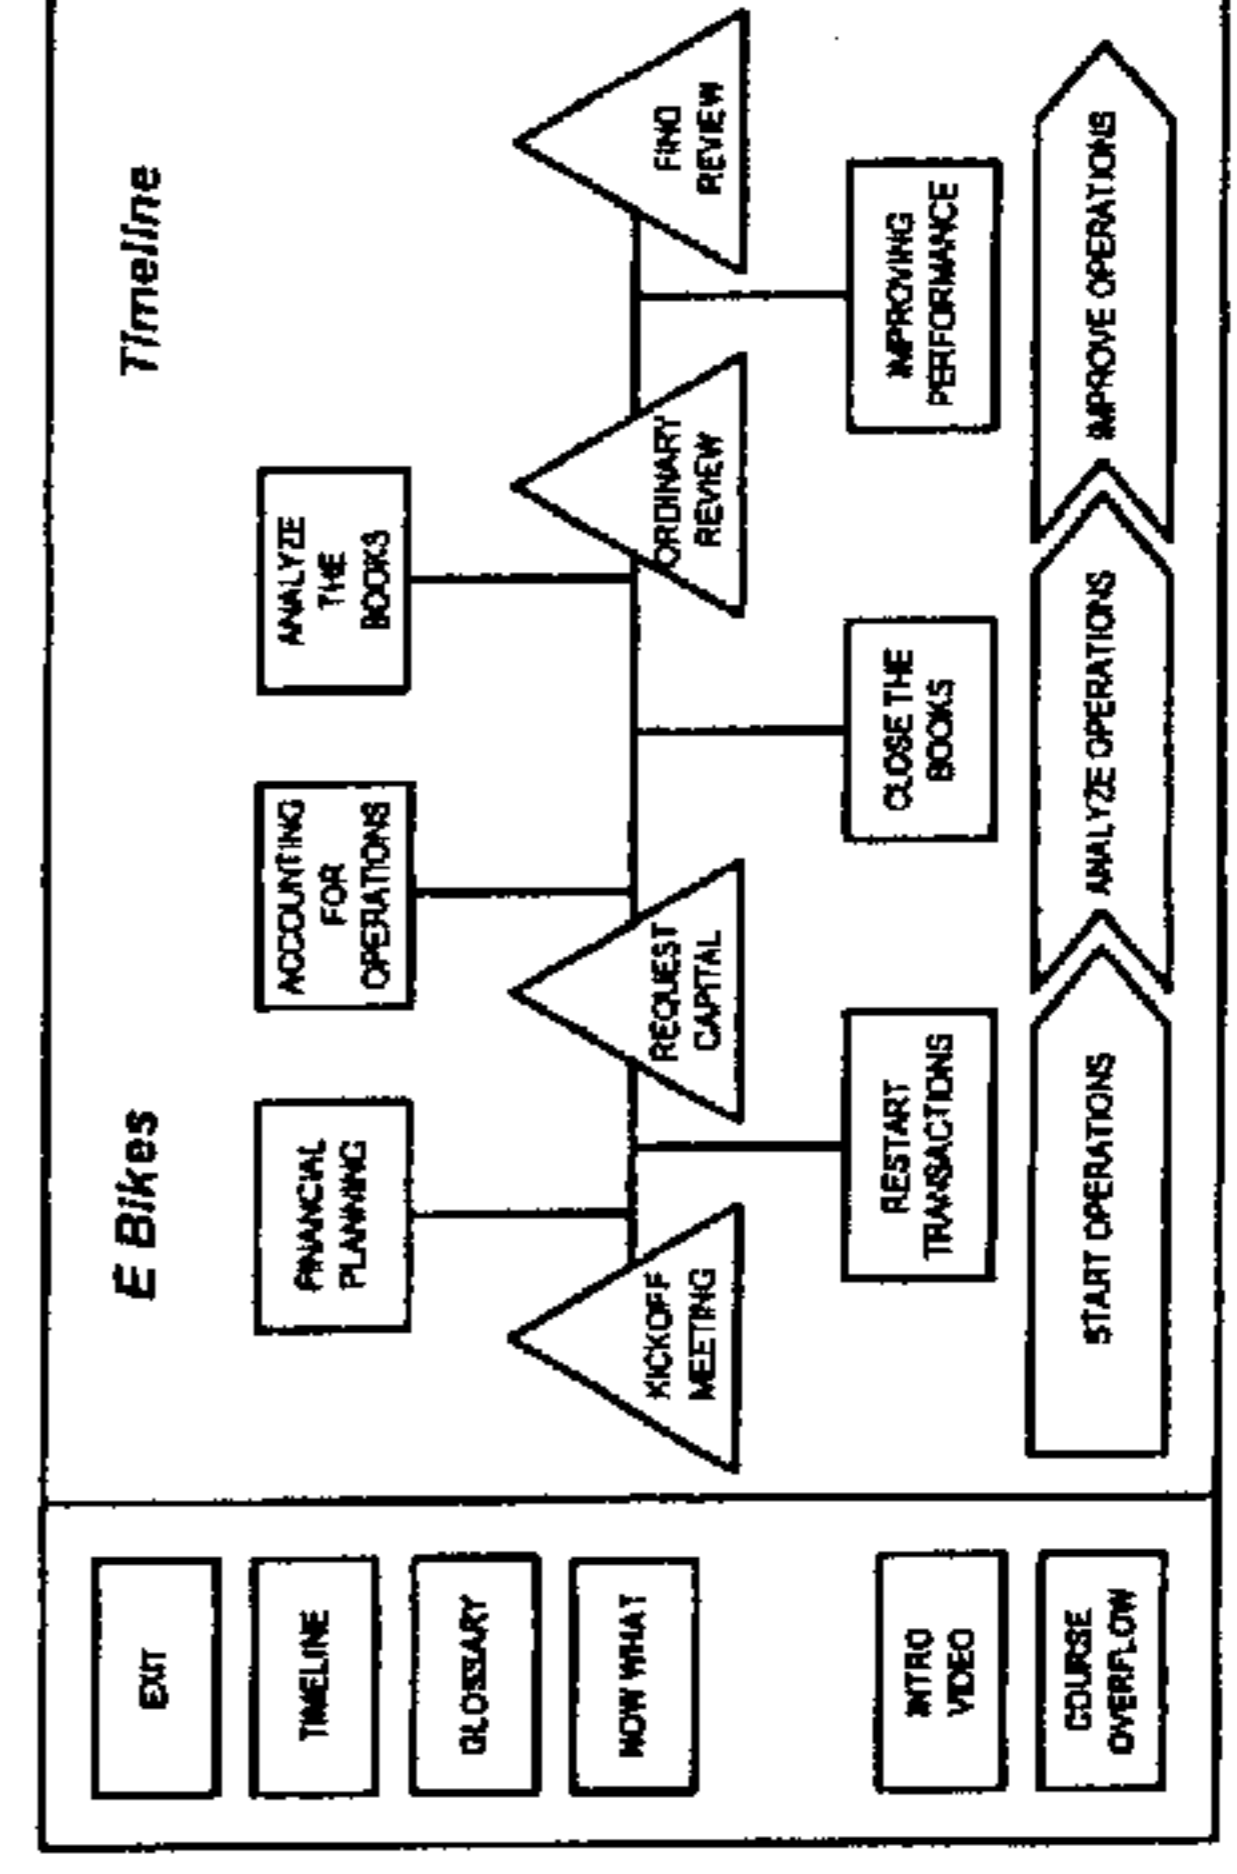 EXIT
TIMELINE
GLOSSARY
NOW WHAT
INTRO
VIDEO
COURSE
OVERFLOW
E Bikes
Timeline
FINANCIAL
PLANNING
ACCOUNTING
FOR
OPERATIONS
ANALYZE
THE
BOOKS
KICKOFF
MEETING
REQUEST
CAPITAL
ORDINARY
REVIEW
FIND
REVIEW
RESTART
TRANSACTIONS
CLOSE THE
BOOKS
IMPROVING
PERFORMANCE
START OPERATIONS
ANALYZE OPERATIONS
IMPROVE OPERATIONS